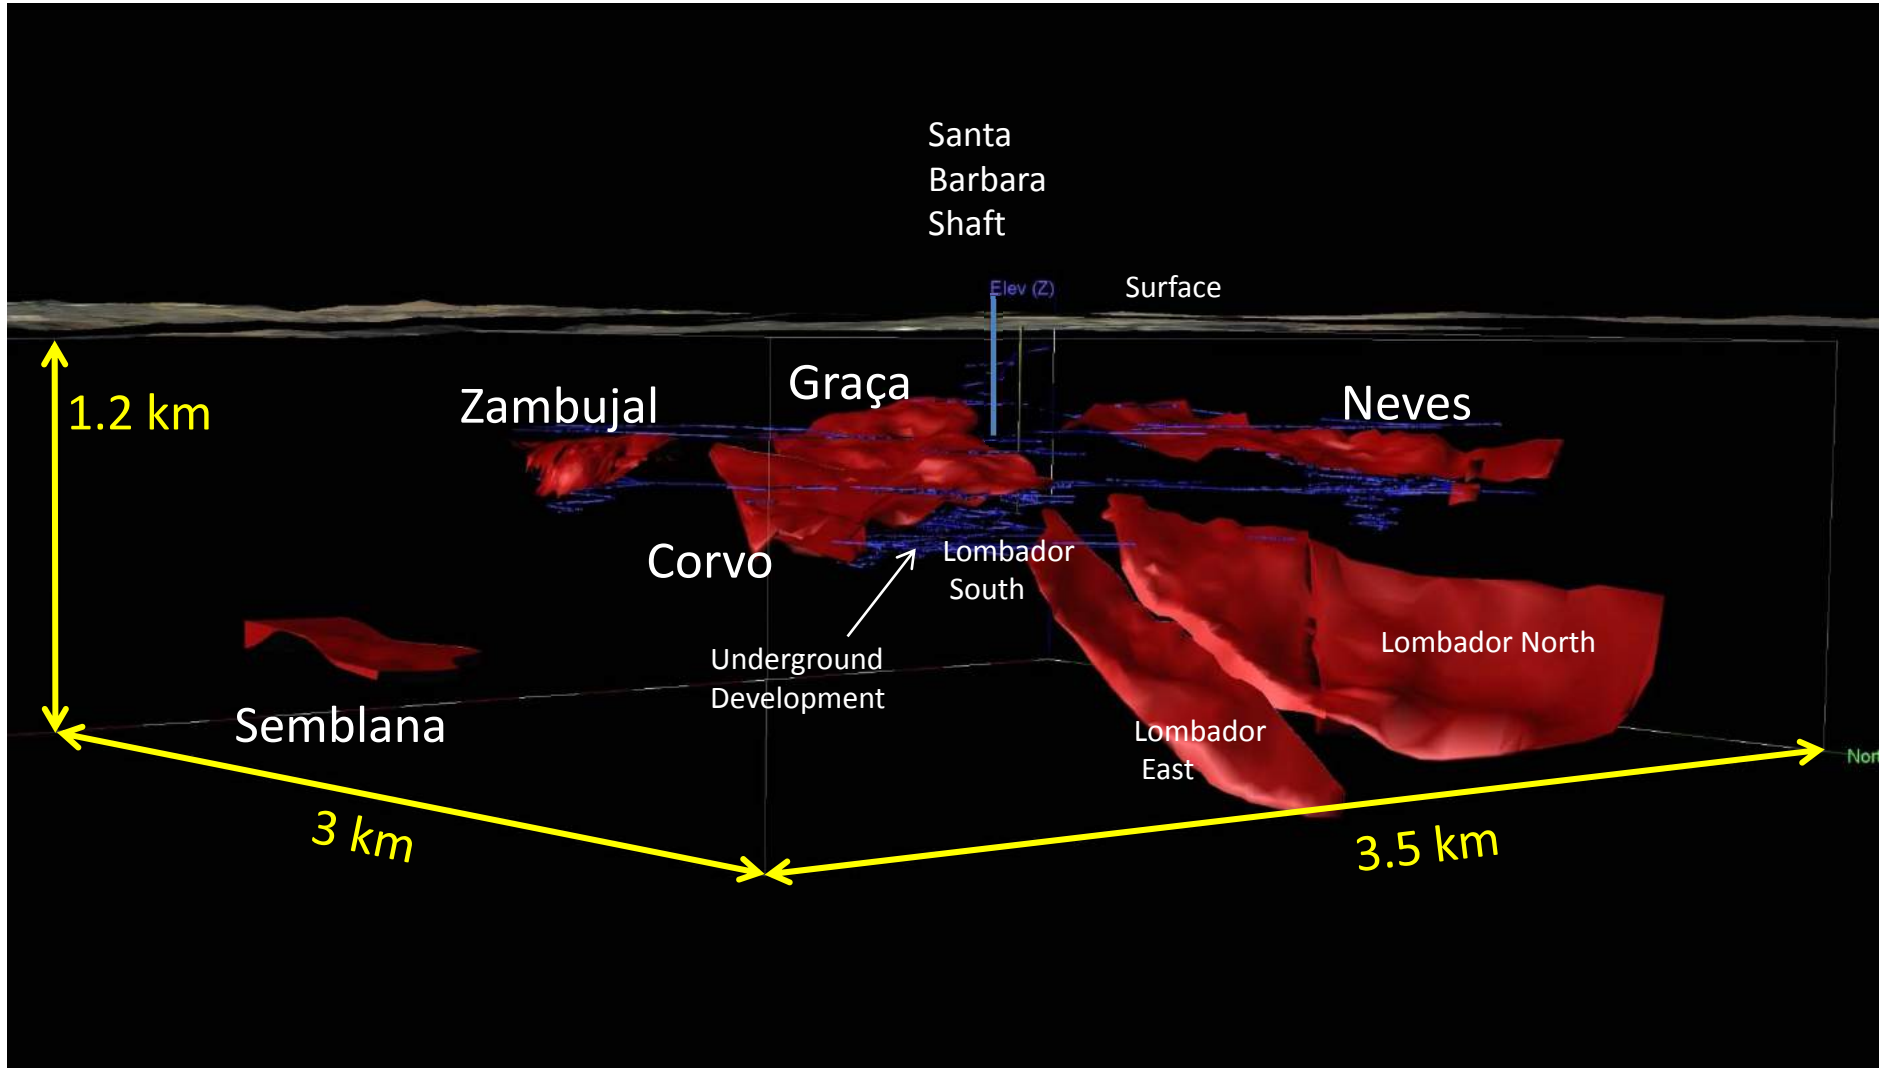 Santa
Barbara
Shaft
Elev (Z)
Surface
Graça
Zambujal
Neves
1.2 km
Corvo
Lombador
South
Lombador North
Underground
Development
Semblana
Lombador
East
Nort
3 km
3.5 km